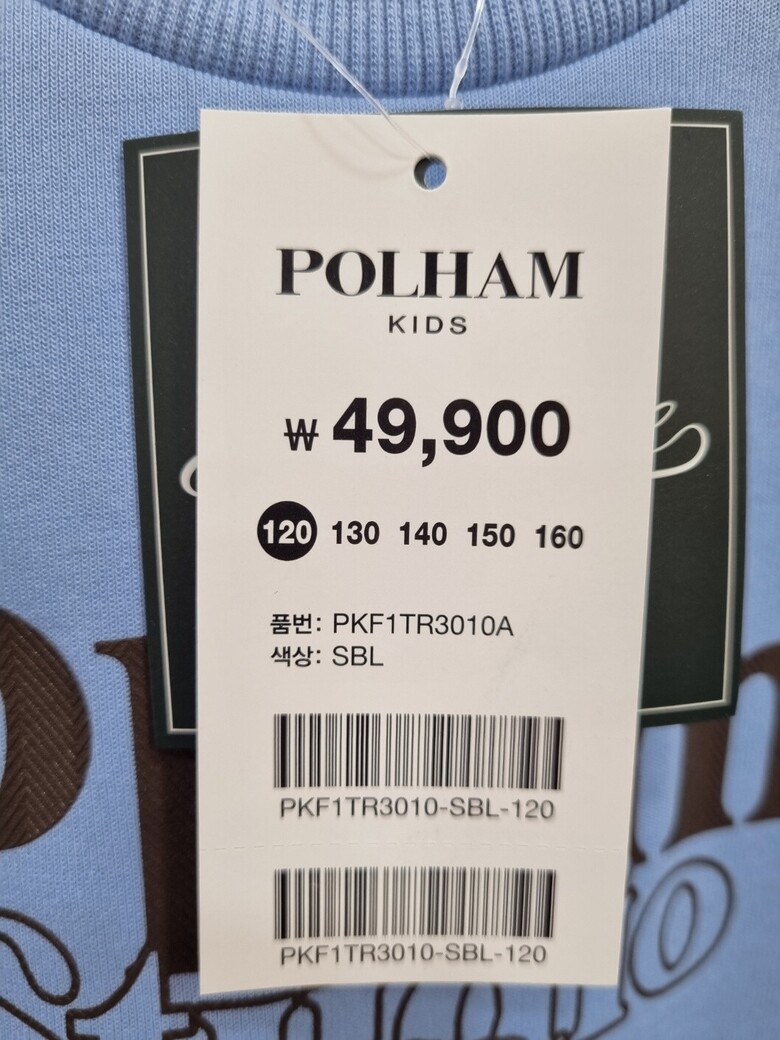 POLHAM
KIDS
₩ 49,900
120 130 140 150 160
품번: PKF1TR3010A
색상: SBL
PKF1TR3010-SBL-120
PKF1TR3010-SBL-120